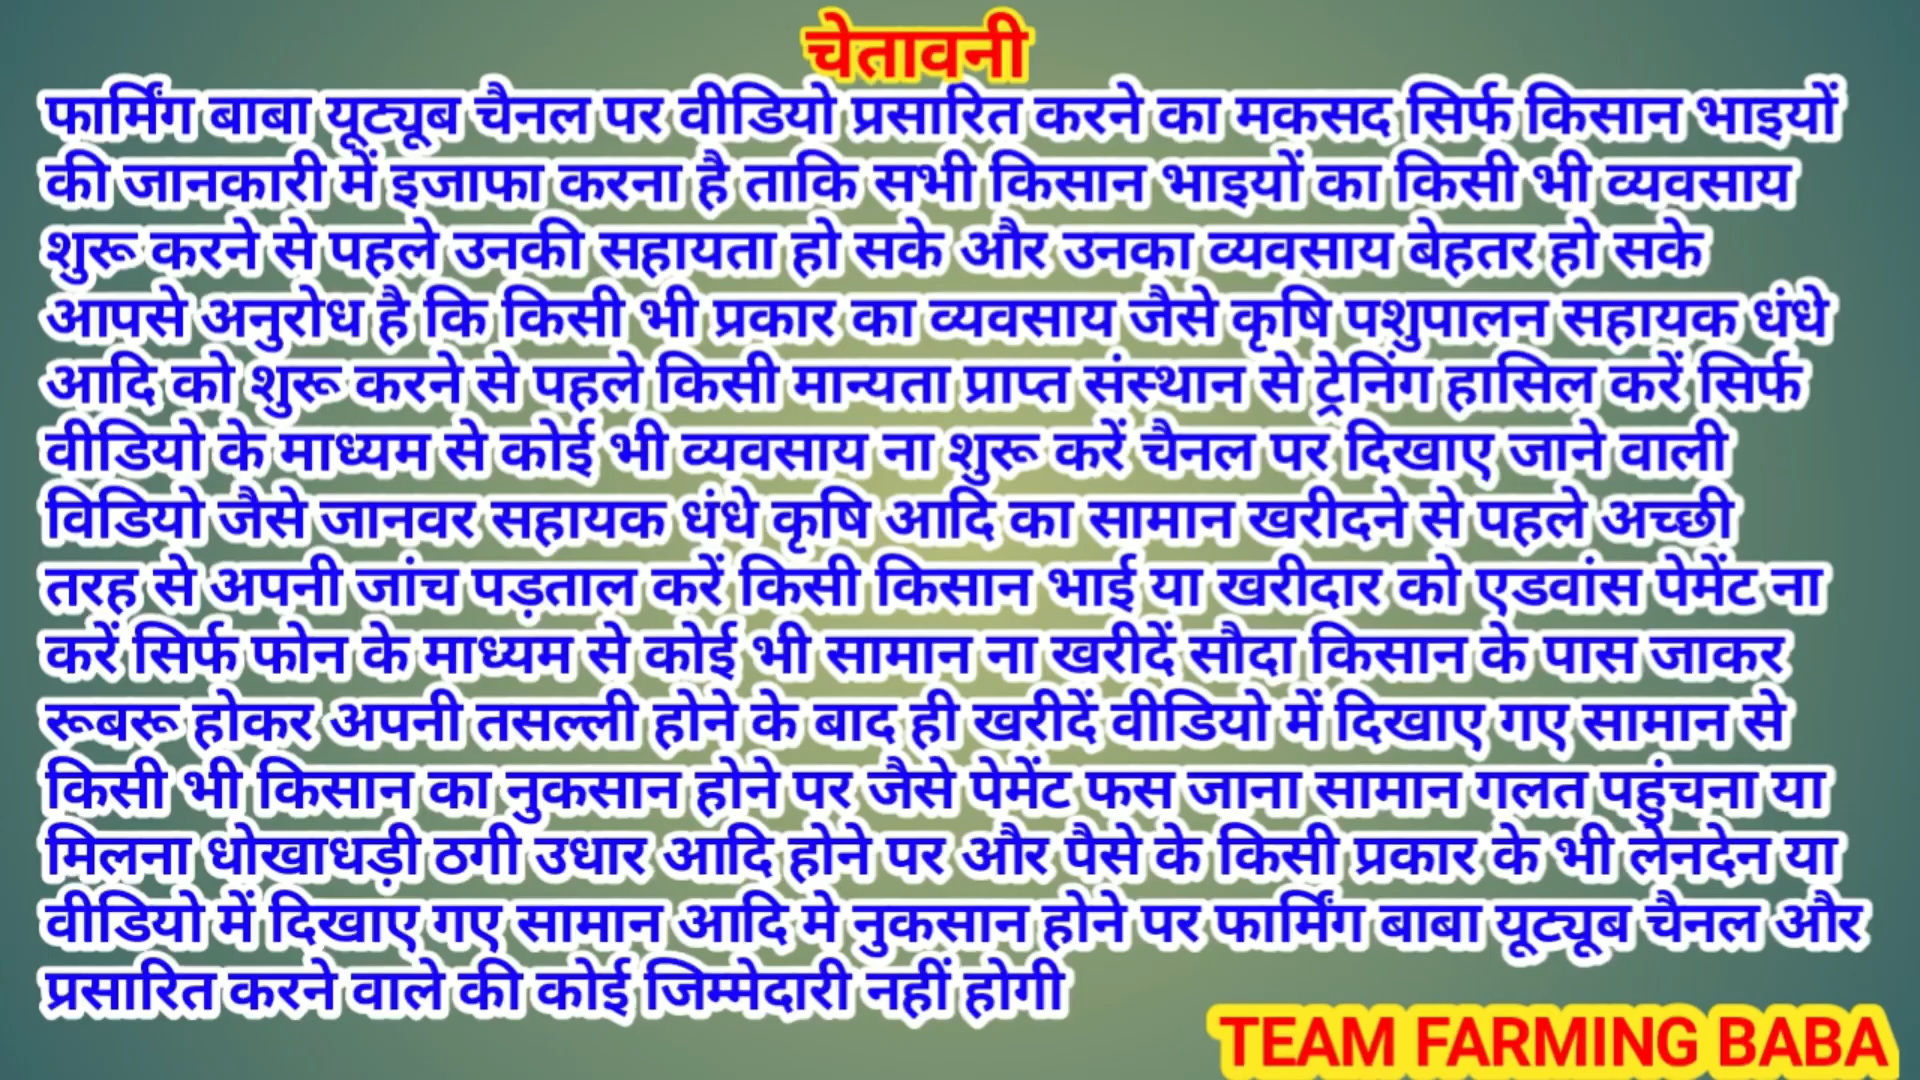 चेतावनी
फार्मिंग बाबा यूट्यूब चैनल पर वीडियो प्रसारित करने का मकसद सिर्फ किसान भाइयों
की जानकारी में इजाफा करना है ताकि सभी किसान भाइयों का किसी भी व्यवसाय
शुरू करने से पहले उनकी सहायता हो सके और उनका व्यवसाय बेहतर हो सके
आपसे अनुरोध है कि किसी भी प्रकार का व्यवसाय जैसे कृषि पशुपालन सहायक धंधे
आदि को शुरू करने से पहले किसी मान्यता प्राप्त संस्थान से ट्रेनिंग हासिल करें सिर्फ
वीडियो के माध्यम से कोई भी व्यवसाय ना शुरू करें चैनल पर दिखाए जाने वाली
विडियो जैसे जानवर सहायक धंधे कृषि आदि का सामान खरीदने से पहले अच्छी
तरह से अपनी जांच पड़ताल करें किसी किसान भाई या खरीदार को एडवांस पेमेंट ना
करें सिर्फ फोन के माध्यम से कोई भी सामान ना खरीदें सौदा किसान के पास जाकर
रूबरू होकर अपनी तसल्ली होने के बाद ही खरीदें वीडियो में दिखाए गए सामान से
किसी भी किसान का नुकसान होने पर जैसे पेमेंट फस जाना सामान गलत पहुंचना या
मिलना धोखाधड़ी ठगी उधार आदि होने पर और पैसे के किसी प्रकार के भी लेनदेन या
वीडियो में दिखाए गए सामान आदि मे नुकसान होने पर फार्मिंग बाबा यूट्यूब चैनल और
प्रसारित करने वाले की कोई जिम्मेदारी नहीं होगी
TEAM FARMING BABA